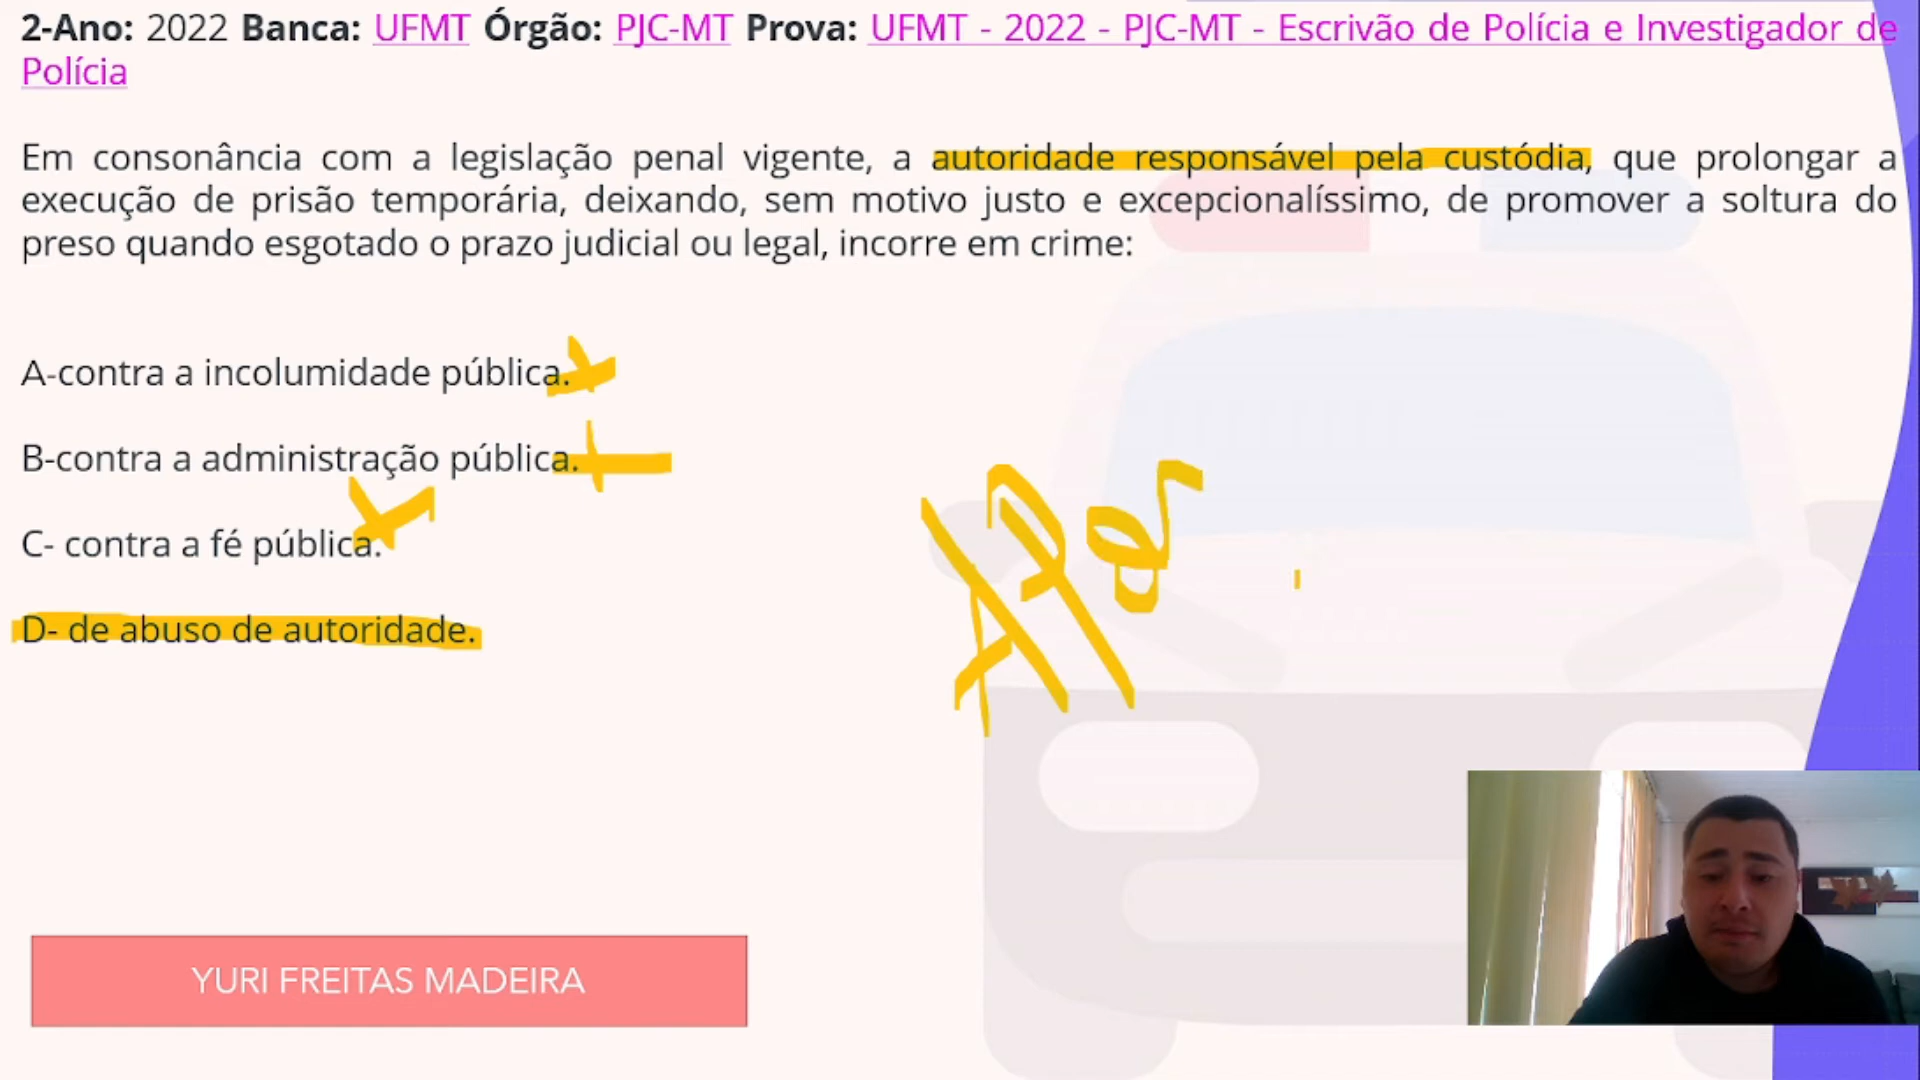 2-Ano: 2022 Banca: UFMT Órgão: PJC-MT Prova: UFMT - 2022 - PJC-MT - Escrivão de Polícia e Investigador de
Polícia
Em consonância com a legislação penal vigente, a autoridade responsável pela custódia, que prolongar a
execução de prisão temporária, deixando, sem motivo justo e excepcionalíssimo, de promover a soltura do
preso quando esgotado o prazo judicial ou legal, incorre em crime:
A-contra a incolumidade pública.
B-contra a administração pública.
C- contra a fé pública.
D- de abuso de autoridade.
YURI FREITAS MADEIRA